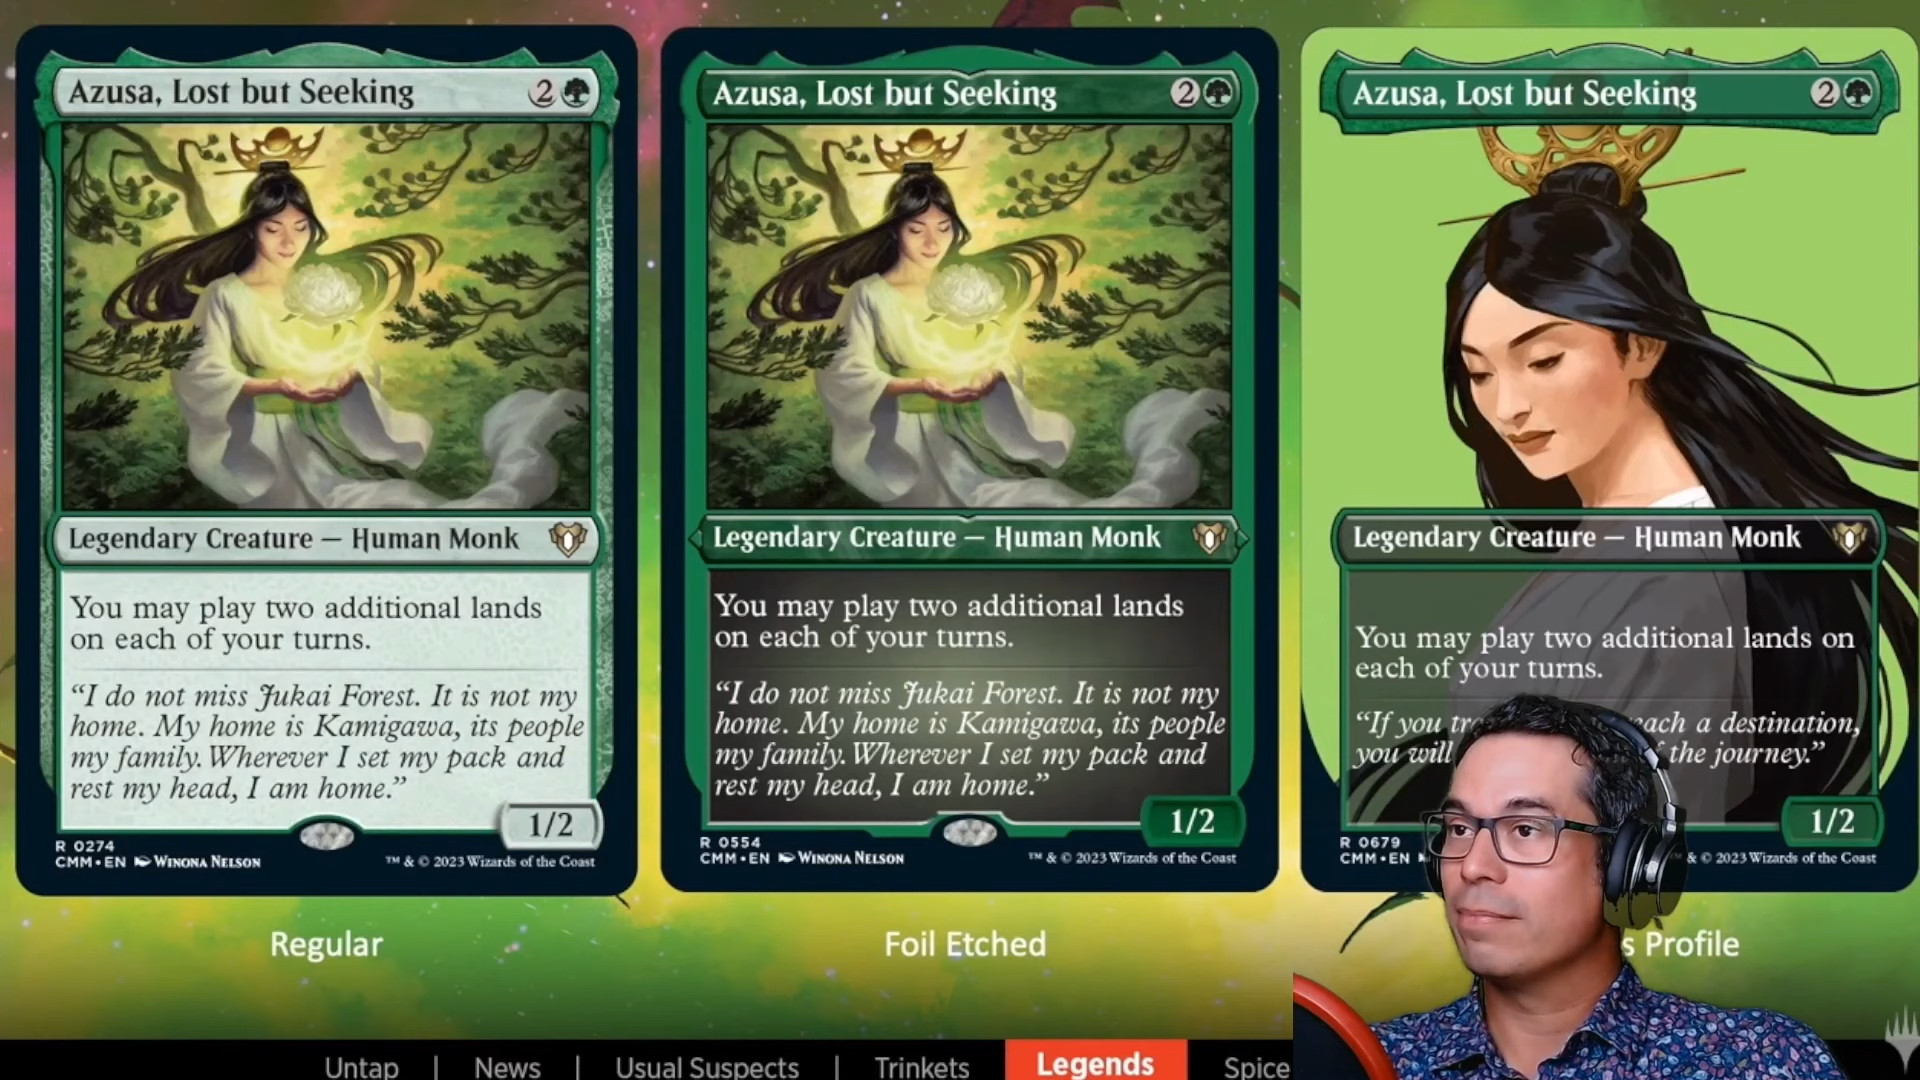 Azusa, Lost but Seeking 2
Legendary Creature — Human Monk
You may play two additional lands
on each of your turns.
“I do not miss Jukai Forest. It is not my
home. My home is Kamigawa, its people
my family. Wherever I set my pack and
rest my head, I am home.”
1/2
R 0274
CMM • EN Winona Nelson
™ & © 2023 Wizards of the Coast
Regular
Azusa, Lost but Seeking 2
Legendary Creature — Human Monk
You may play two additional lands
on each of your turns.
“I do not miss Jukai Forest. It is not my
home. My home is Kamigawa, its people
my family. Wherever I set my pack and
rest my head, I am home.”
1/2
R 0554
CMM • EN Winona Nelson
™ & © 2023 Wizards of the Coast
Foil Etched
Azusa, Lost but Seeking 2
Legendary Creature — Human Monk
You may play two additional lands on
each of your turns.
“If you a destination,
you will the journey.”
1/2
R 0679
CMM • EN
& © 2023 Wizards of the Coast
Profile
Untap | News | Usual Suspects | Trinkets Legends Spice